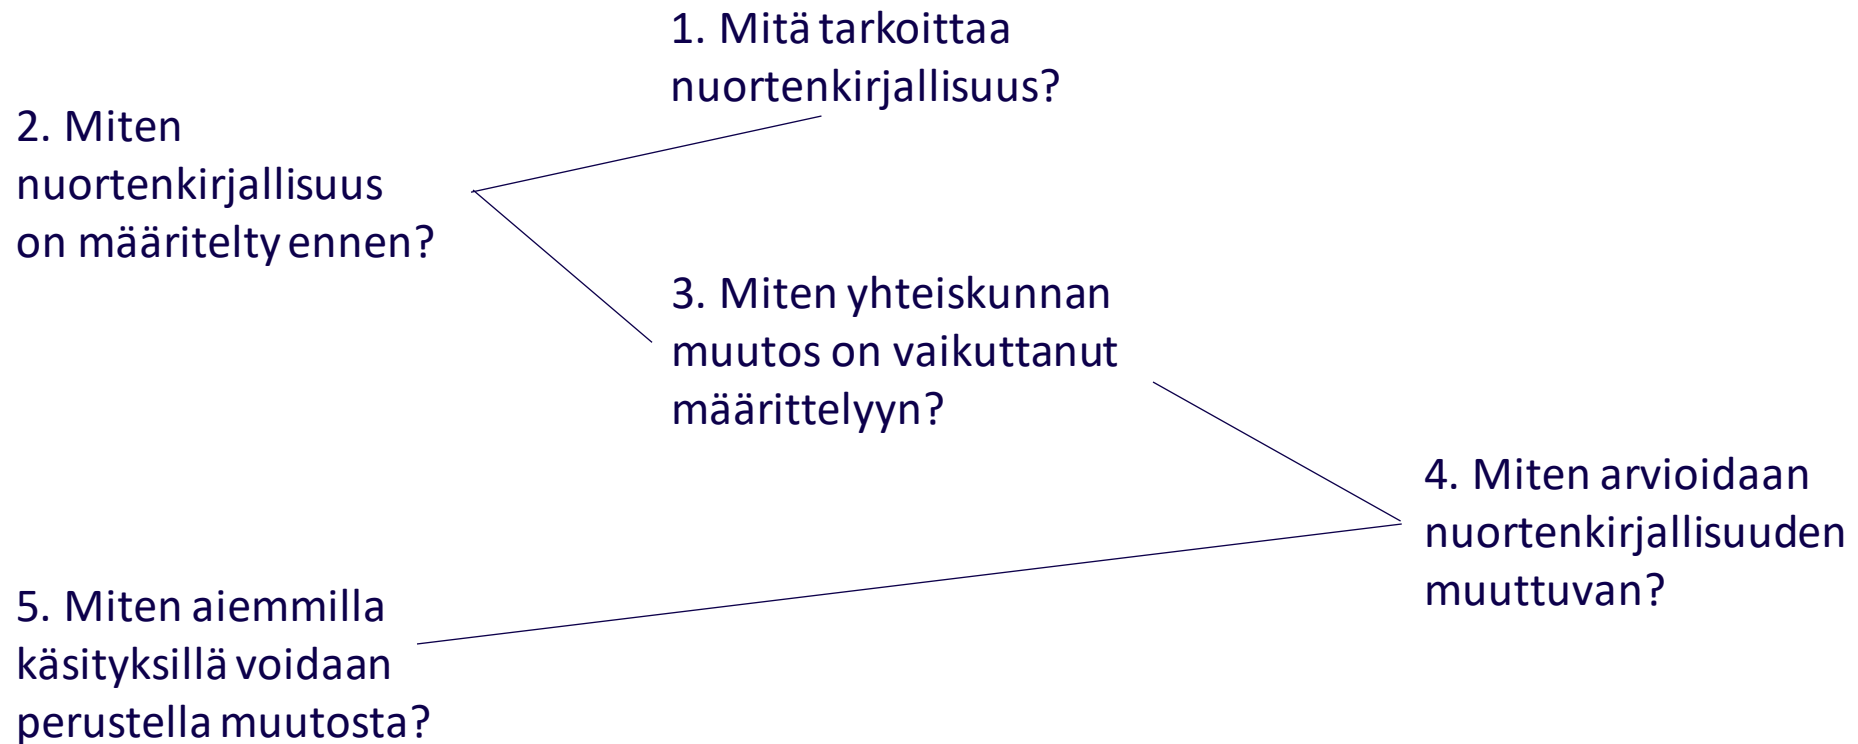 1. Mitä tarkoittaa
nuortenkirjallisuus?
2. Miten
nuortenkirjallisuus
on määritelty ennen?
3. Miten yhteiskunnan
muutos on vaikuttanut
määrittelyyn?
4. Miten arvioidaan
nuortenkirjallisuuden
muuttuvan?
5. Miten aiemmilla
käsityksillä voidaan
perustella muutosta?